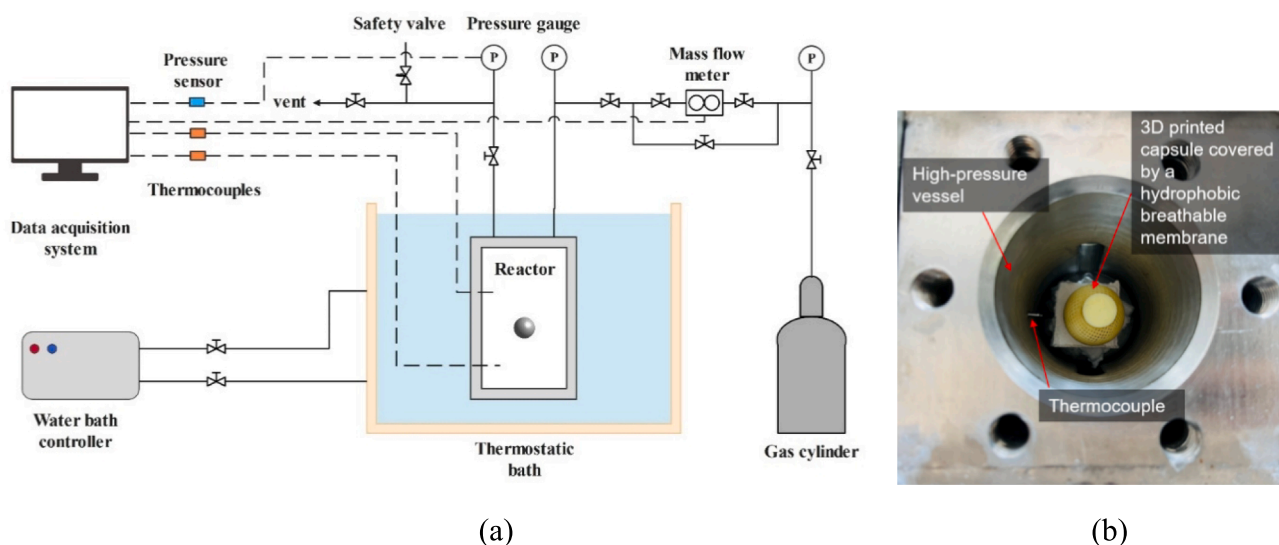 Safety valve
Pressure gauge
Pressure
sensor
P
P
P
Mass flow
meter
vent
Thermocouples
Data acquisition
system
Reactor
Water bath
controller
Thermostatic
bath
Gas cylinder
(a)
3D printed
capsule covered
by a
hydrophobic
breathable
membrane
High-pressure
vessel
Thermocouple
(b)